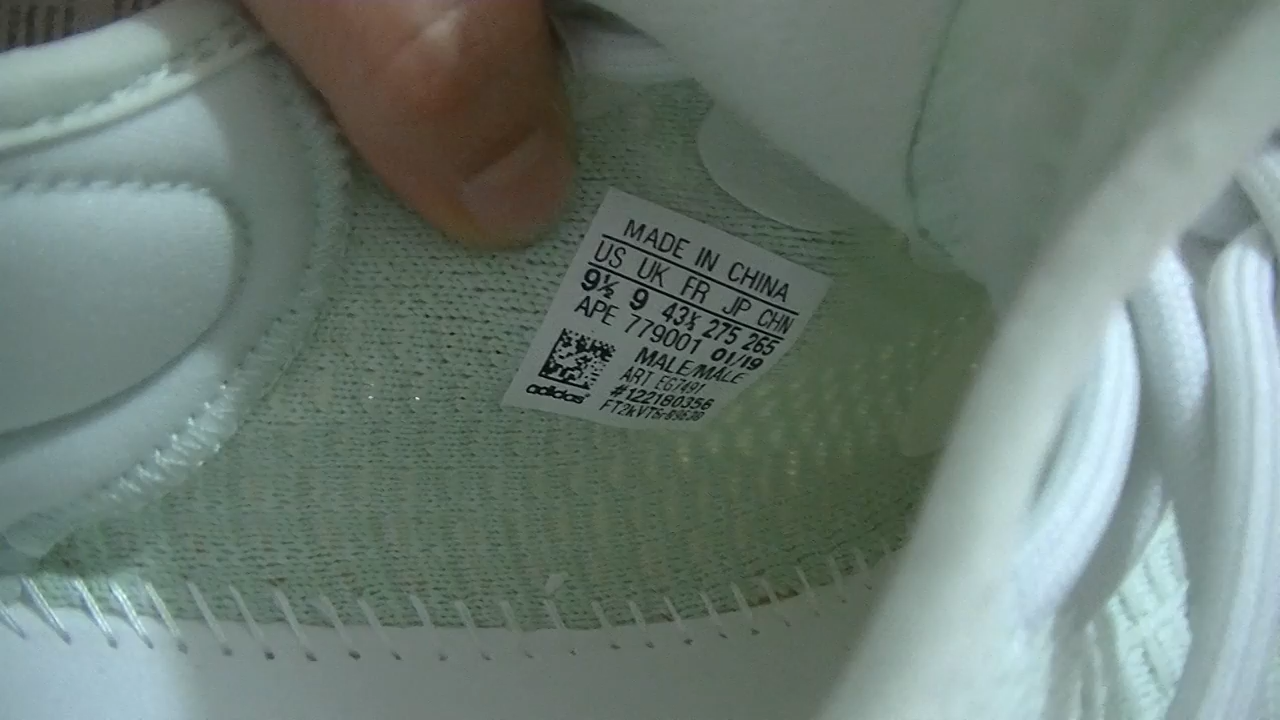 MADE IN CHINA
US UK FR JP CHN
9½ 9 43⅓ 275 265
APE 779001 01/19
MALE/MALE
ART EG7491
#122180356
adidas